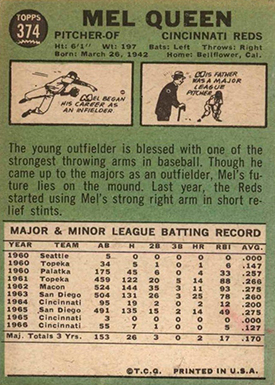 TOPPS
374
MEL QUEEN
PITCHER-OF CINCINNATI REDS
Ht: 6'1" Wt: 197 Bats: Left Throws: Right
Born: March 26, 1942 Home: Bellflower, Cal.
MEL BEGAN
HIS CAREER AS
AN INFIELDER
HIS FATHER
WAS A MAJOR
LEAGUE
PITCHER
The young outfielder is blessed with one of the
strongest throwing arms in baseball. Though he
came up to the majors as an outfielder, Mel's fu-
ture lies on the mound. Last year, the Reds
started using Mel's strong right arm in short re-
lief stints.
MAJOR & MINOR LEAGUE BATTING RECORD
YEAR TEAM AB H 2B 3B HR RBI AVG.
1960 Seattle 5 0 0 0 0 0 .000
1960 Topeka 34 5 1 0 0 1 .147
1960 Palatka 175 45 6 0 4 33 .257
1961 Topeka 459 122 20 5 14 88 .266
1962 Macon 524 144 35 3 11 93
1963 San Diego 503 131 26 3 25 78 .260
1964 Cincinnati 95 19 2 0 2 12 .200
1965 San Diego 491 135 21 2 14 49 .275
1965 Cincinnati 3 0 0 0 0 0 .000
1966 Cincinnati 55 7 1 0 0 5 .127
Maj. Totals 3 Yrs. 153 26 3 0 2 17 .170
©T.C.G. PRINTED IN U.S.A.